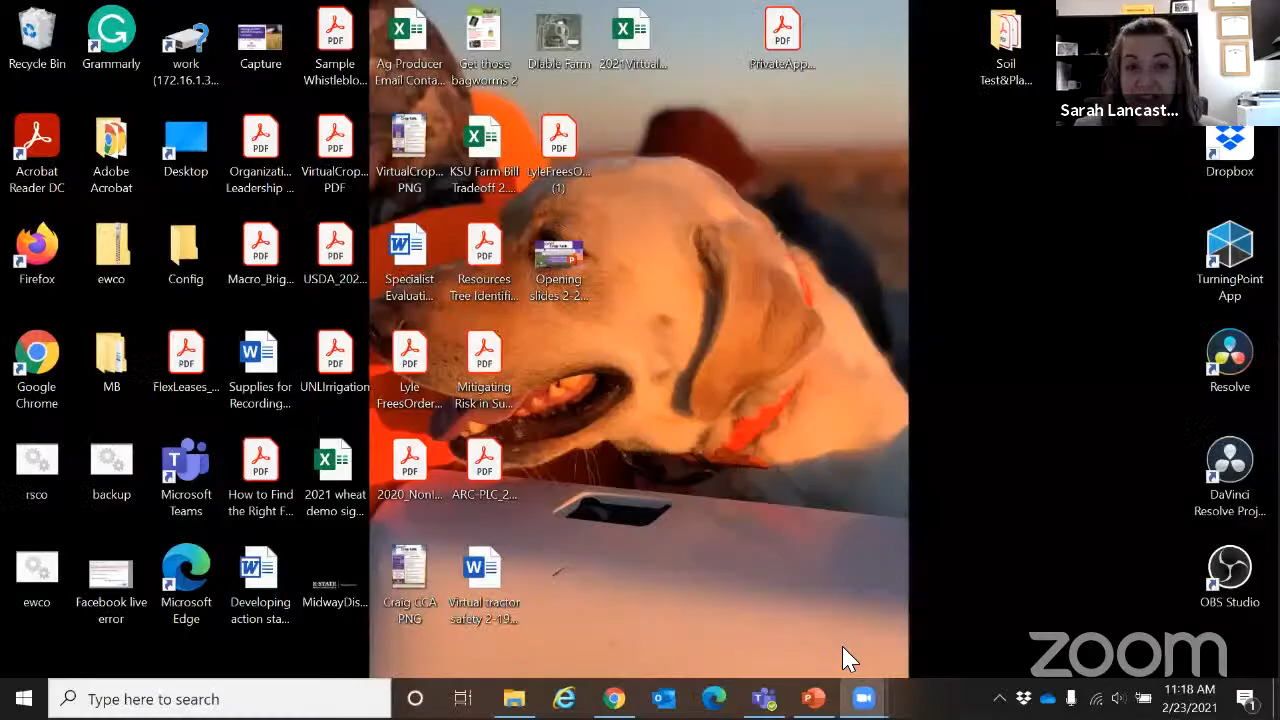 Recycle Bin
Grammarly
work
(172.16.1.3...
Capture
Sample
Whistleblo...
Ag Producer
Email Conta...
Get those
bagworms 2
Diable Farm
2021Virtual...
PrivateApp...
Soil
Test&Pla...
Sarah Lancast...
Acrobat
Reader DC
Adobe
Acrobat
Desktop
Organizati...
Leadership ...
VirtualCrop...
PDF
VirtualCrop...
PNG
KSU Farm Bill
Tradeoff 2....
LyleFreesO...
(1)
Dropbox
Firefox
ewco
Config
Macro_Brig...
USDA_202...
Specialist
Evaluati...
Resources
Tree Identifi...
Opening
slides 2-2...
TurningPoint
App
Google
Chrome
MB
FlexLeases_...
Supplies for
Recording...
UNLIrrigation
Lyle
FreesOrder...
Mitigating
Risk in Su...
Resolve
rsco
backup
Microsoft
Teams
How to Find
the Right F...
2021 wheat
demo sig...
2020_Nonl...
ARC-PLC_2...
DaVinci
Resolve Proj...
ewco
Facebook live
error
Microsoft
Edge
Developing
action sta...
MidwayDis...
Craig CCA
PNG
Virtual tractor
safety 2-19...
OBS Studio
zoom
Type here to search
11:18 AM
2/23/2021